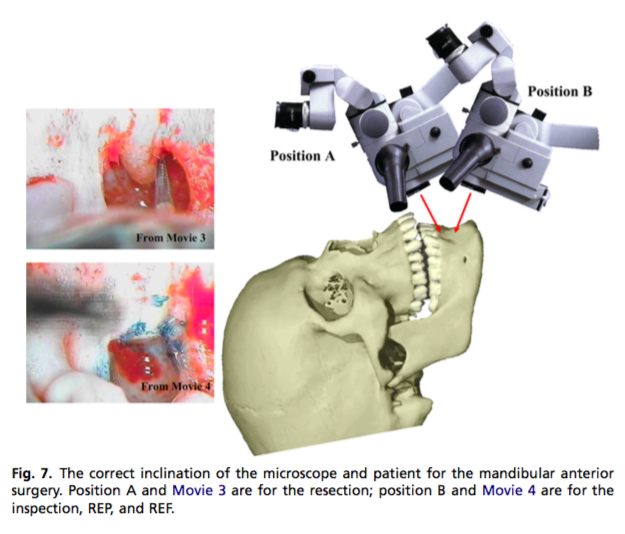 Position B
Position A
From Movie 3
From Movie 4
Fig. 7. The correct inclination of the microscope and patient for the mandibular anterior
surgery. Position A and Movie 3 are for the resection; position B and Movie 4 are for the
inspection, REP, and REF.